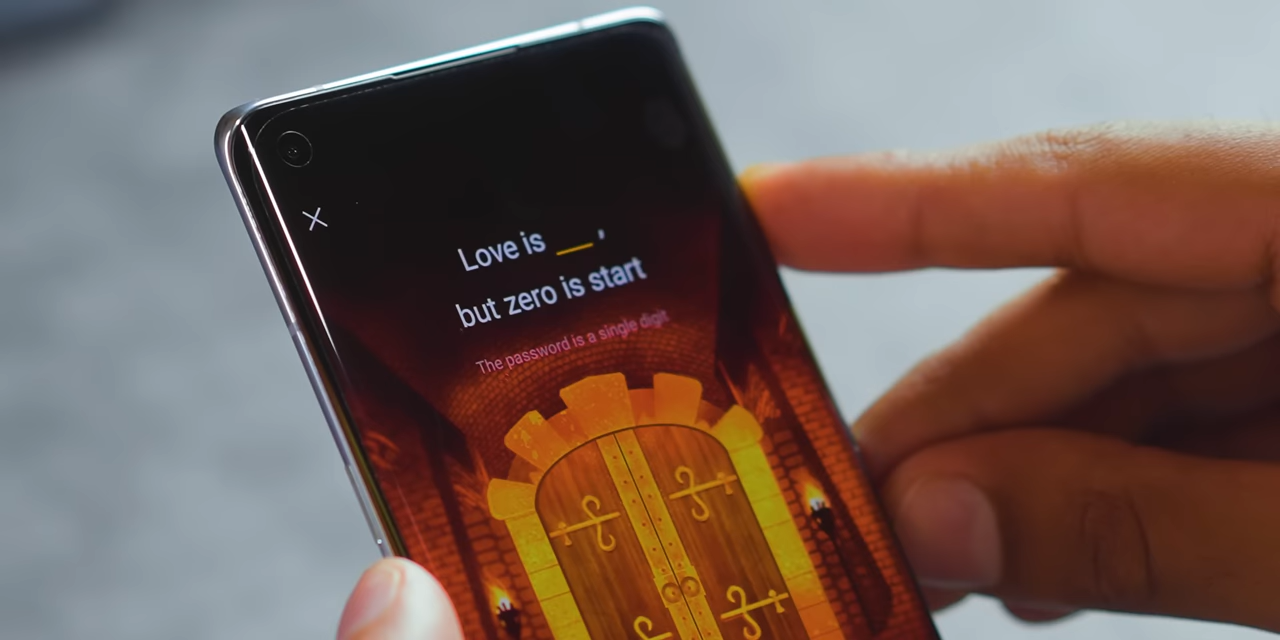 Love is ___,
but zero is start
The password is a single digit